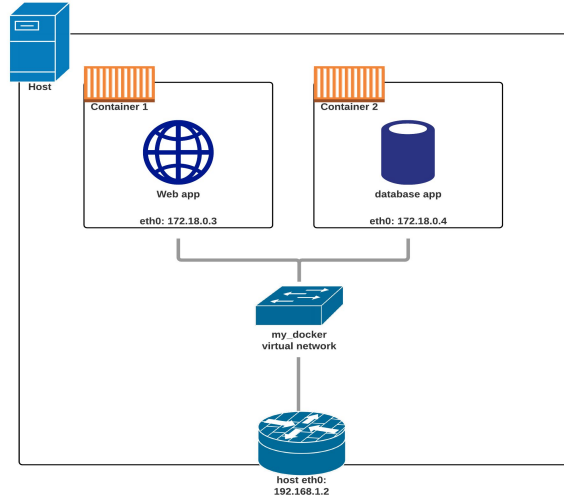 Host
Container 1
Container 2
Web app
database app
eth0: 172.18.0.3
eth0: 172.18.0.4
my_docker
virtual network
host eth0:
192.168.1.2